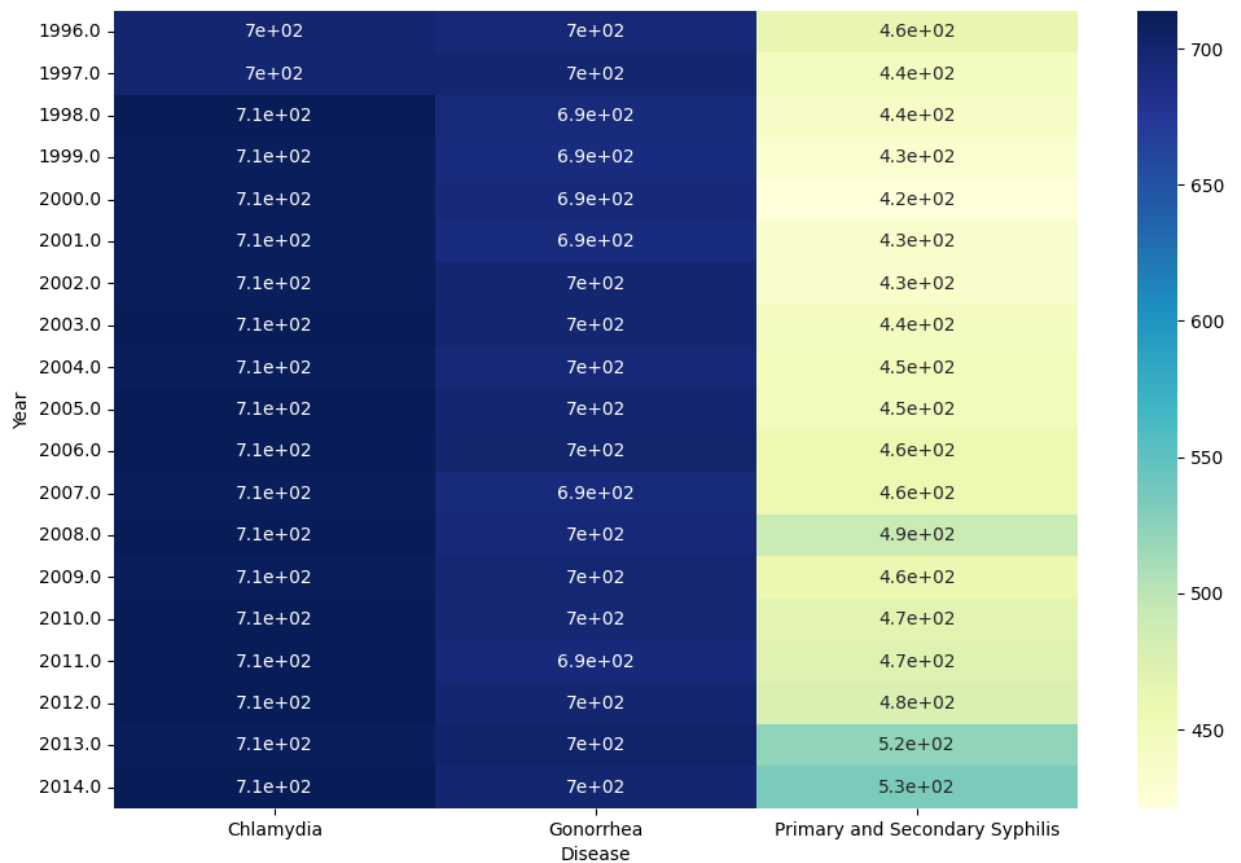 1996.0 7e+02 7e+02 4.6e+02
1997.0 7e+02 7e+02 4.4e+02
1998.0 7.1e+02 6.9e+02 4.4e+02
1999.0 7.1e+02 6.9e+02 4.3e+02
2000.0 7.1e+02 6.9e+02 4.2e+02
2001.0 7.1e+02 6.9e+02 4.3e+02
2002.0 7.1e+02 7e+02 4.3e+02
2003.0 7.1e+02 7e+02 4.4e+02
2004.0 7.1e+02 7e+02 4.5e+02
2005.0 7.1e+02 7e+02 4.5e+02
2006.0 7.1e+02 7e+02 4.6e+02
2007.0 7.1e+02 6.9e+02 4.6e+02
2008.0 7.1e+02 7e+02 4.9e+02
2009.0 7.1e+02 7e+02 4.6e+02
2010.0 7.1e+02 7e+02 4.7e+02
2011.0 7.1e+02 6.9e+02 4.7e+02
2012.0 7.1e+02 7e+02 4.8e+02
2013.0 7.1e+02 7e+02 5.2e+02
2014.0 7.1e+02 7e+02 5.3e+02
Year
Chlamydia Gonorrhea Primary and Secondary Syphilis
Disease
700
650
600
550
500
450